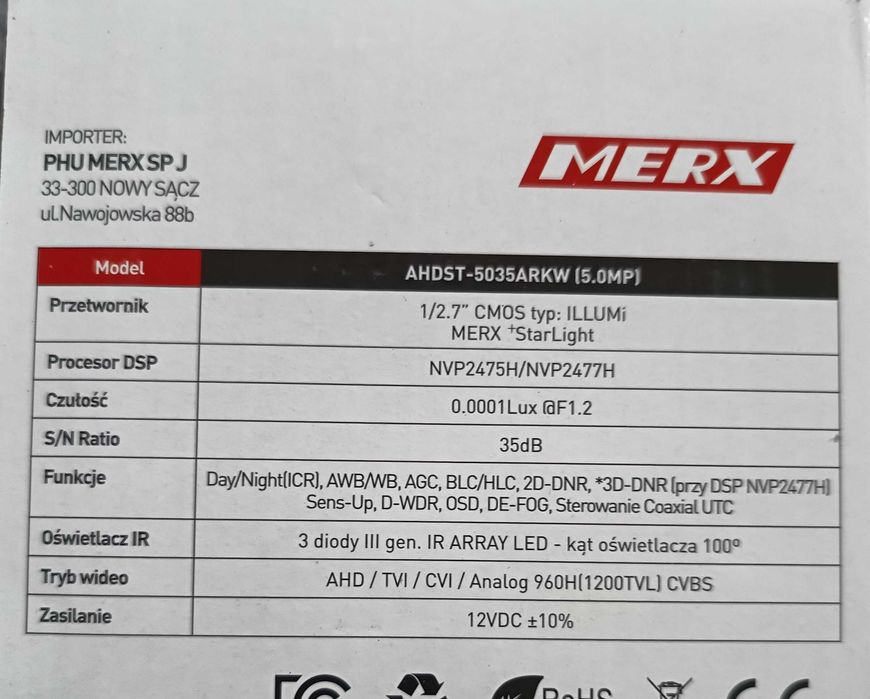 IMPORTER:
PHU MERX SP J
33-300 NOWY SĄCZ
ul.Nawojowska 88b
MERX
Model AHDST-5035ARKW (5.0MP)
Przetwornik 1/2.7” CMOS typ: ILLUMi
MERX +StarLight
Procesor DSP NVP2475H/NVP2477H
Czułość 0.0001Lux @F1.2
S/N Ratio 35dB
Funkcje Day/Night(ICR), AWB/WB, AGC, BLC/HLC, 2D-DNR, *3D-DNR (przy DSP NVP2477H)
Sens-Up, D-WDR, OSD, DE-FOG, Sterowanie Coaxial UTC
Oświetlacz IR 3 diody III gen. IR ARRAY LED - kąt oświetlacza 100º
Tryb wideo AHD / TVI / CVI / Analog 960H(1200TVL) CVBS
Zasilanie 12VDC ±10%
RoHS